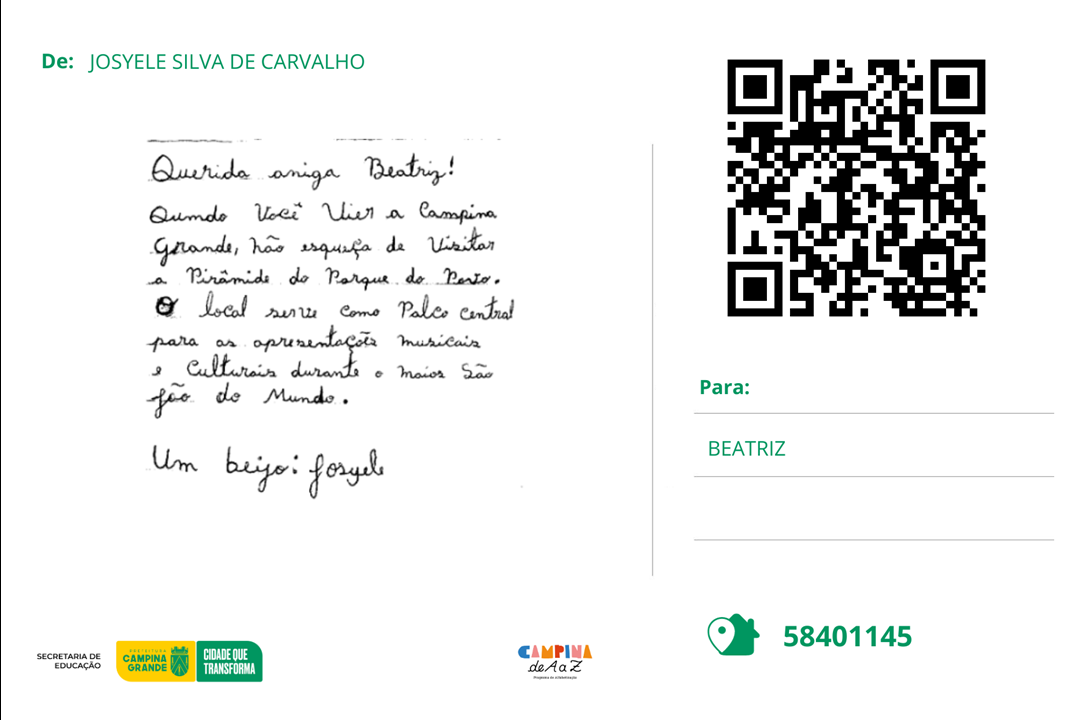 De: JOSYELE SILVA DE CARVALHO
Querida amiga Beatriz!
Qumdo Você Vier a Campina
Grande, não esqueça de Visitar
a Pirâmide do Parque do Povo.
O local serve como Palco central
para as apresentações musicais
e Culturais durante o maior São
João do Mundo.
Um beijo: Josyele
Para:
BEATRIZ
58401145
SECRETARIA DE
EDUCAÇÃO
PREFEITURA
CAMPINA
GRANDE
CIDADE QUE
TRANSFORMA
CAMPINA
de A a Z
Programa de Alfabetização